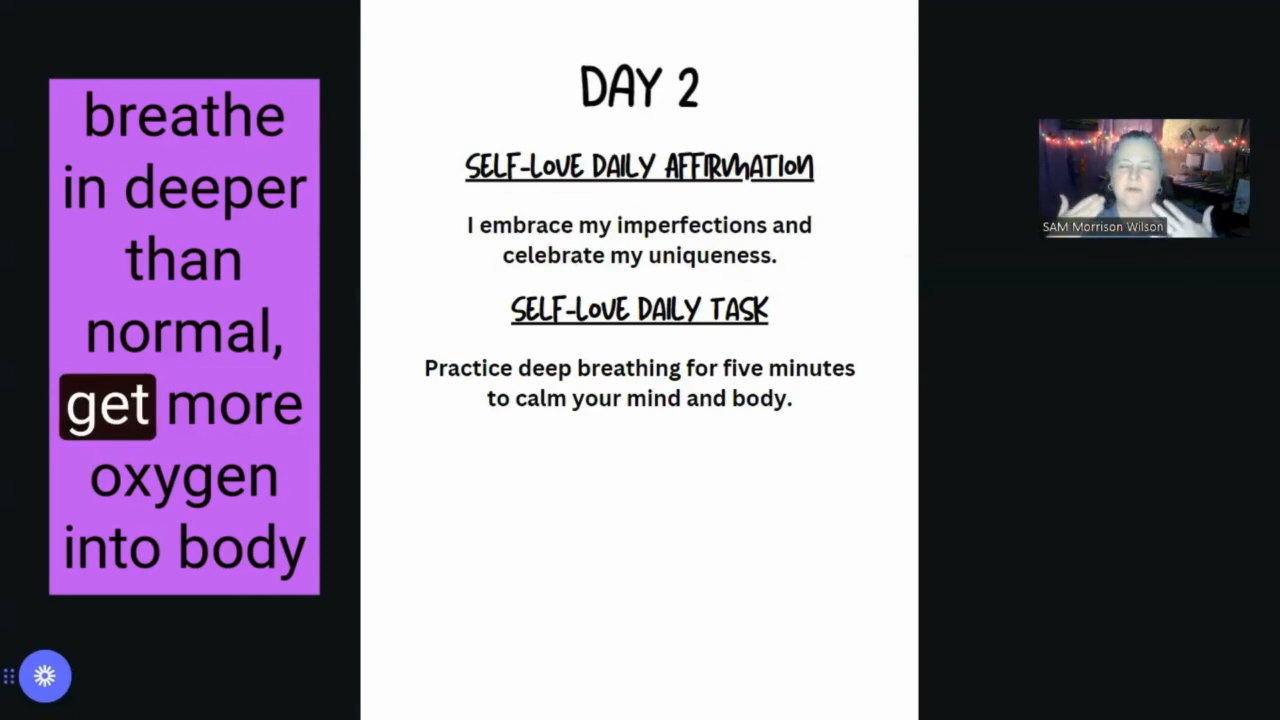 breathe
in deeper
than
normal,
get more
oxygen
into body
DAY 2
SELF-LOVE DAILY AFFIRMATION
I embrace my imperfections and
celebrate my uniqueness.
SELF-LOVE DAILY TASK
Practice deep breathing for five minutes
to calm your mind and body.
SAM Morrison Wilson